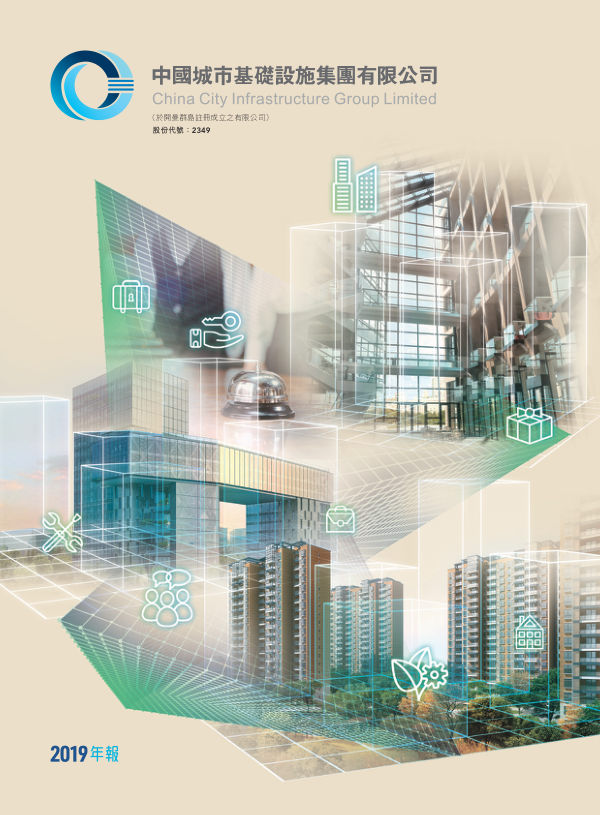 中國城市基礎設施集團有限公司
China City Infrastructure Group Limited
（於開曼群島註冊成立之有限公司）
股份代號：2349
2019年報